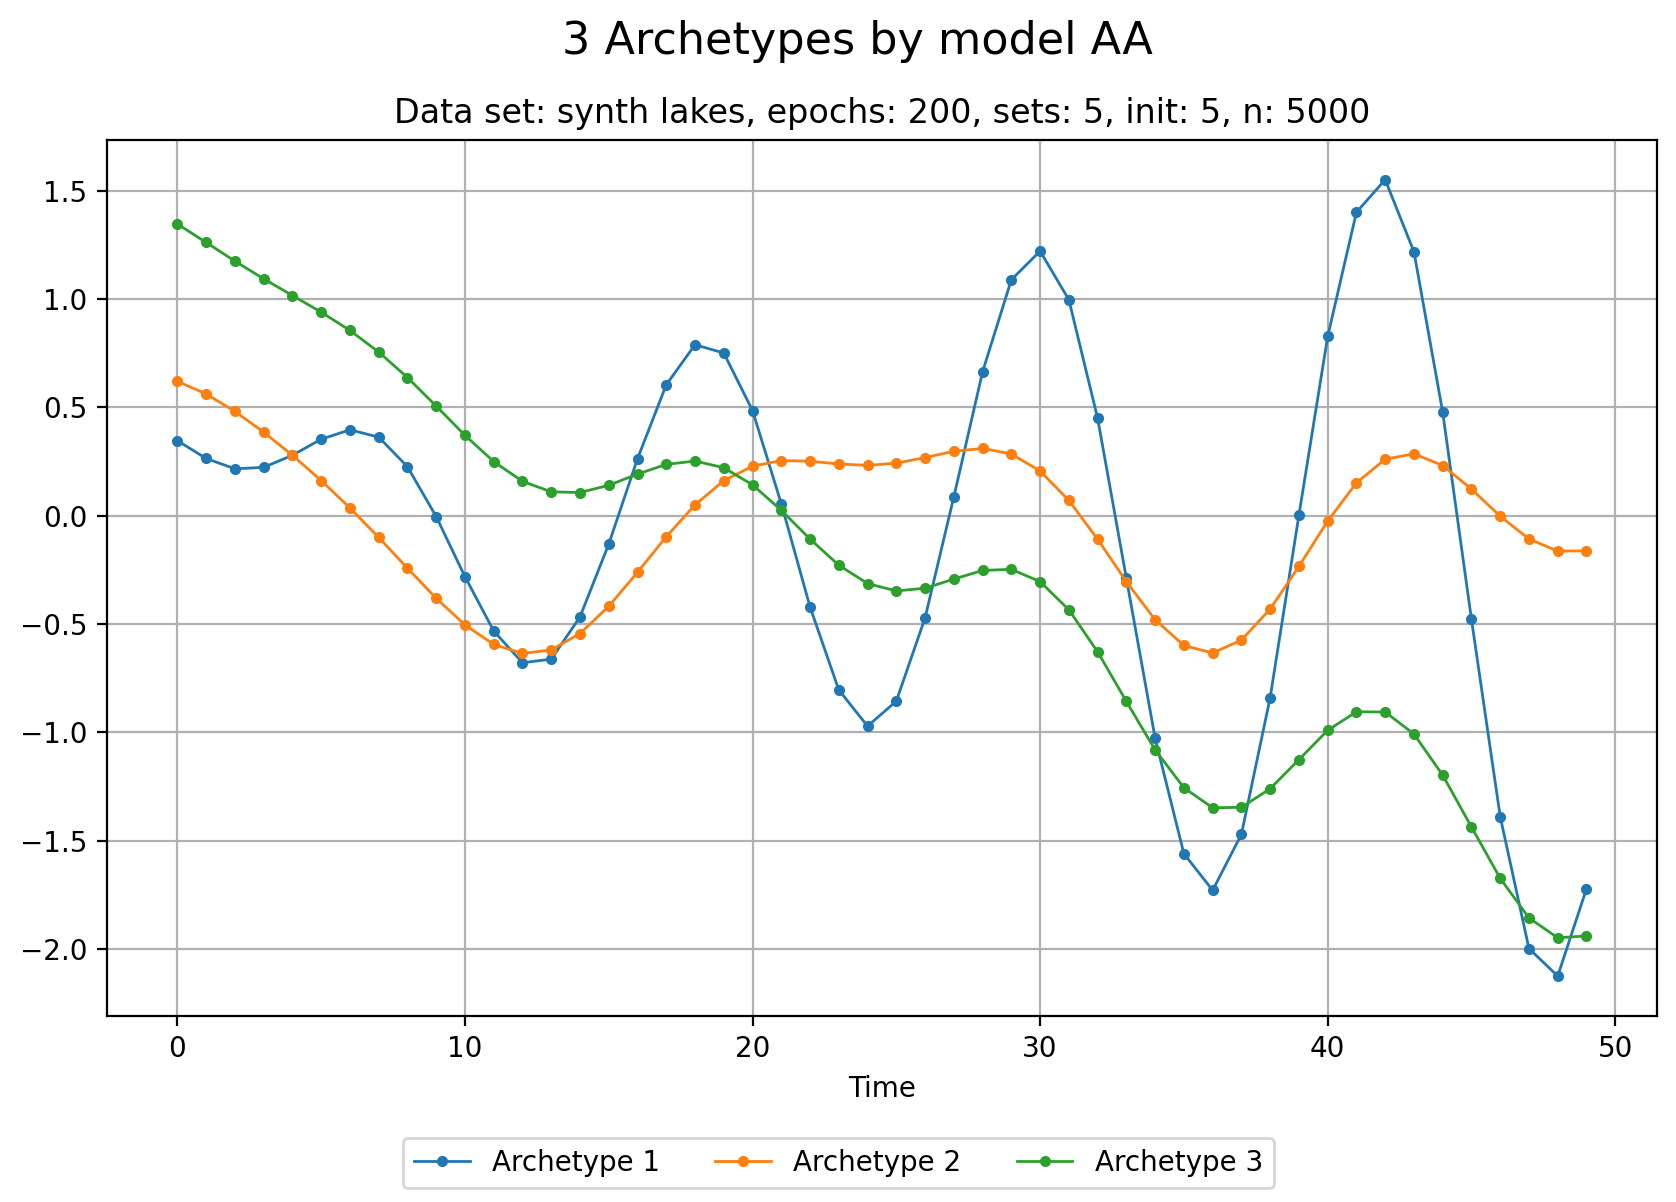 3 Archetypes by model AA
Data set: synth lakes, epochs: 200, sets: 5, init: 5, n: 5000
1.5
1.0
0.5
0.0
−0.5
−1.0
−1.5
−2.0
0 10 20 30 40 50
Time
Archetype 1 Archetype 2 Archetype 3